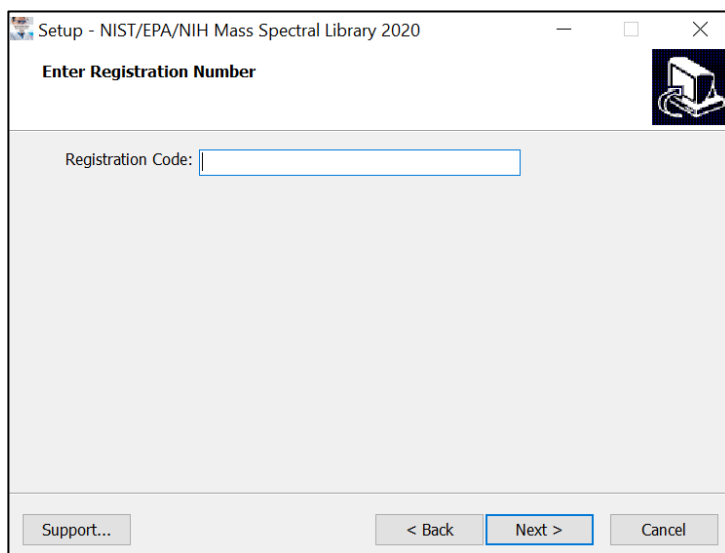 Setup - NIST/EPA/NIH Mass Spectral Library 2020
Enter Registration Number
Registration Code:
Support...
< Back
Next >
Cancel